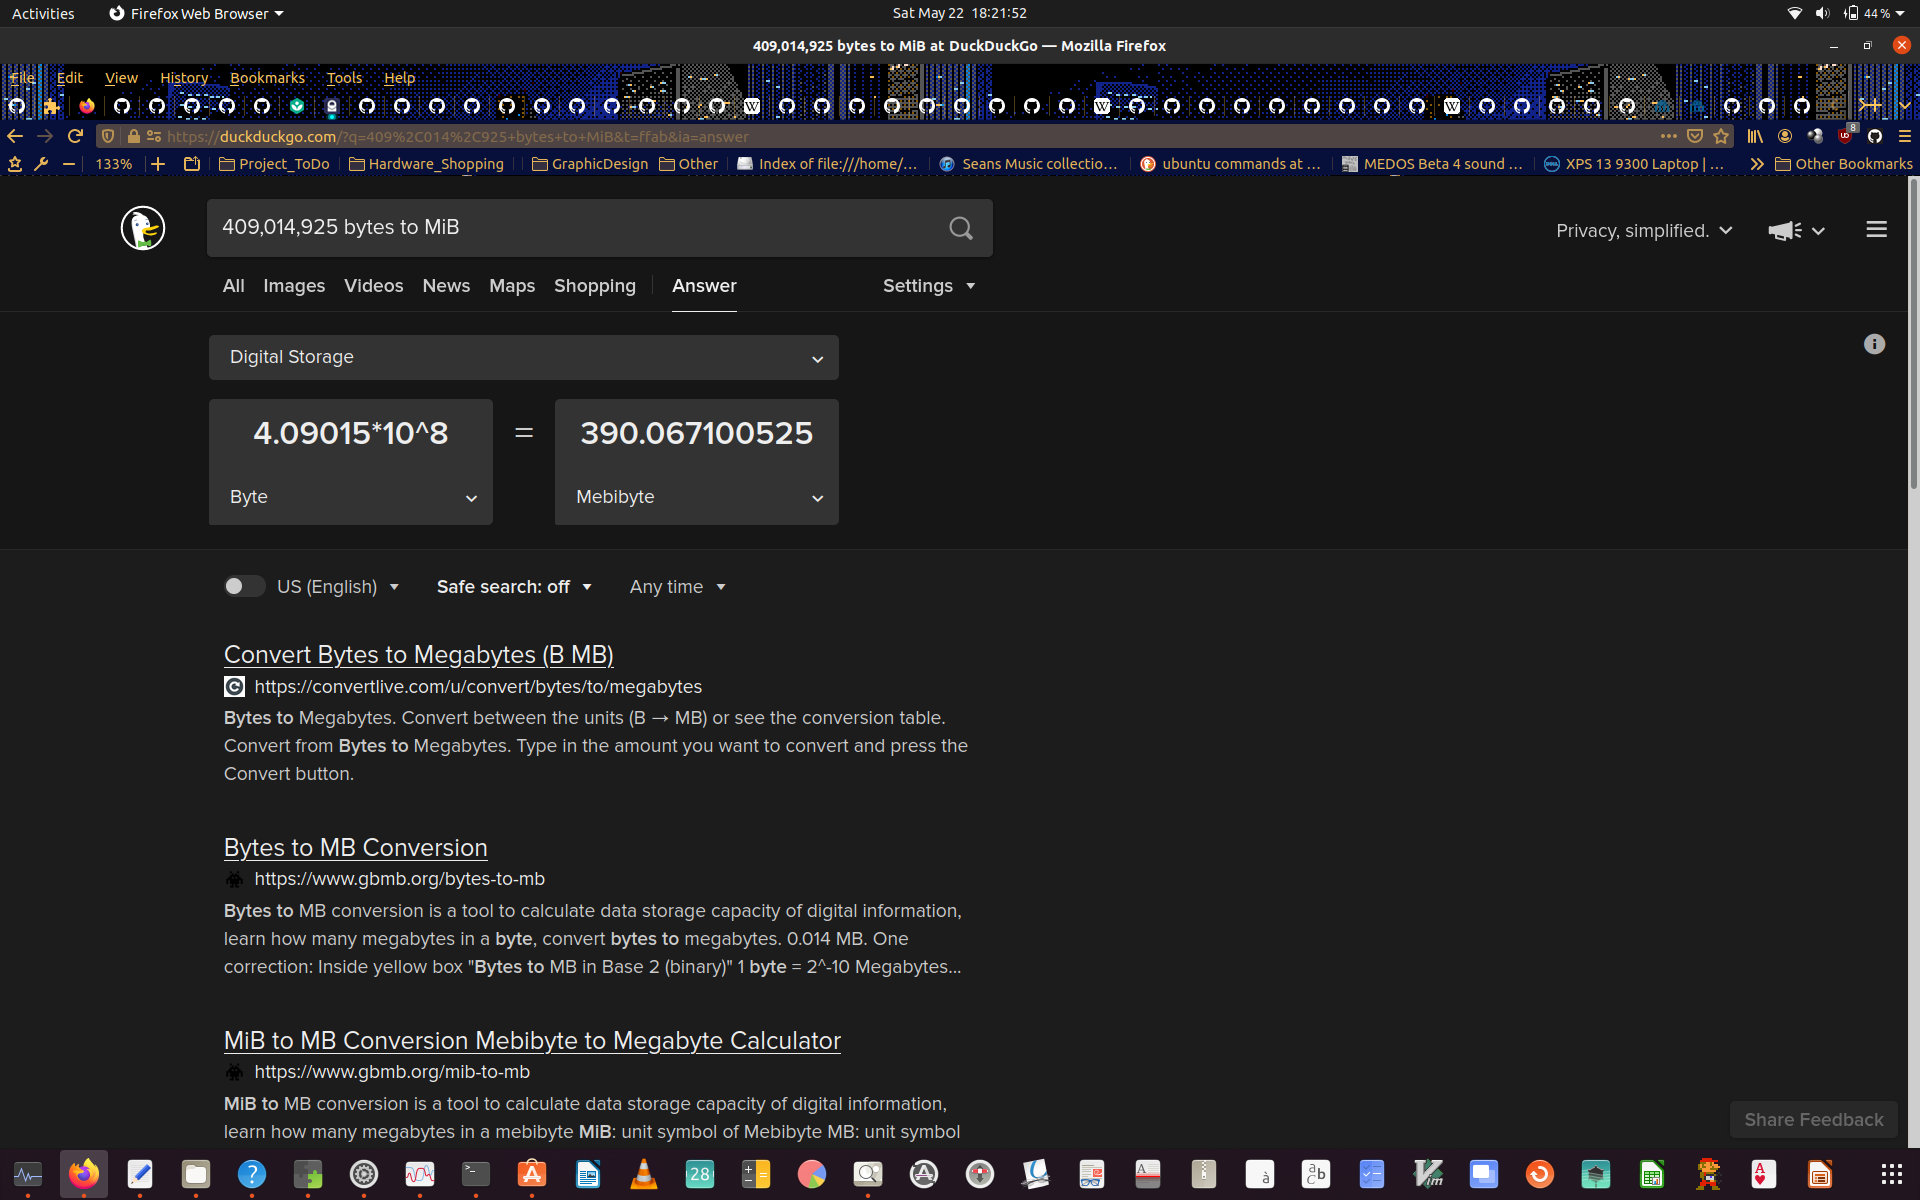 Activities
Firefox Web Browser
Sat May 22 18:21:52
44 %
409,014,925 bytes to MiB at DuckDuckGo — Mozilla Firefox
File Edit View History Bookmarks Tools Help
https://duckduckgo.com/?q=409%2C014%2C925+bytes+to+MiB&t=ffab&ia=answer
8
133%
Project_ToDo
Hardware_Shopping
GraphicDesign
Other
Index of file:///home/...
Seans Music collectio...
ubuntu commands at ...
MEDOS Beta 4 sound ...
XPS 13 9300 Laptop | ...
Other Bookmarks
409,014,925 bytes to MiB
Privacy, simplified.
All Images Videos News Maps Shopping Answer Settings
Digital Storage
4.09015*10^8 = 390.067100525
Byte Mebibyte
US (English) Safe search: off Any time
Convert Bytes to Megabytes (B MB)
https://convertlive.com/u/convert/bytes/to/megabytes
Bytes to Megabytes. Convert between the units (B → MB) or see the conversion table.
Convert from Bytes to Megabytes. Type in the amount you want to convert and press the
Convert button.
Bytes to MB Conversion
https://www.gbmb.org/bytes-to-mb
Bytes to MB conversion is a tool to calculate data storage capacity of digital information,
learn how many megabytes in a byte, convert bytes to megabytes. 0.014 MB. One
correction: Inside yellow box "Bytes to MB in Base 2 (binary)" 1 byte = 2^-10 Megabytes...
MiB to MB Conversion Mebibyte to Megabyte Calculator
https://www.gbmb.org/mib-to-mb
MiB to MB conversion is a tool to calculate data storage capacity of digital information,
learn how many megabytes in a mebibyte MiB: unit symbol of Mebibyte MB: unit symbol
Share Feedback
28